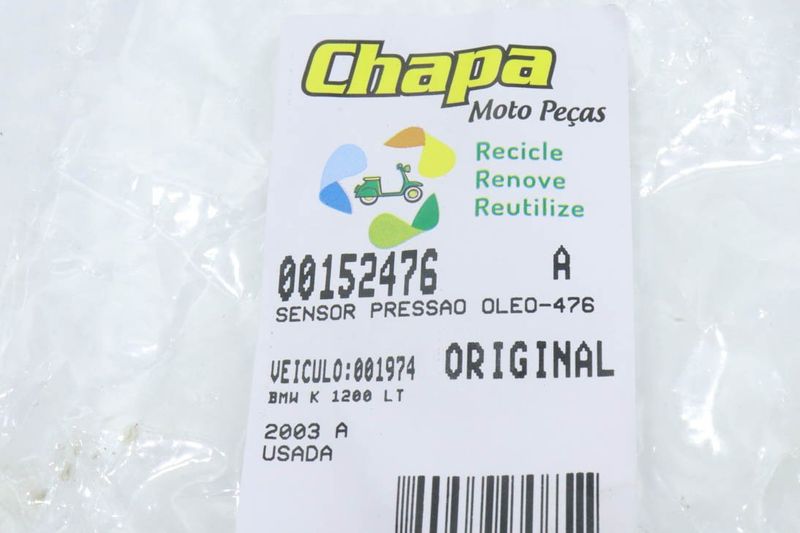 Chapa
Moto Peças
Recicle
Renove
Reutilize
00152476 A
SENSOR PRESSAO OLEO-476
VEICULO:001974 ORIGINAL
BMW K 1200 LT
2003 A
USADA